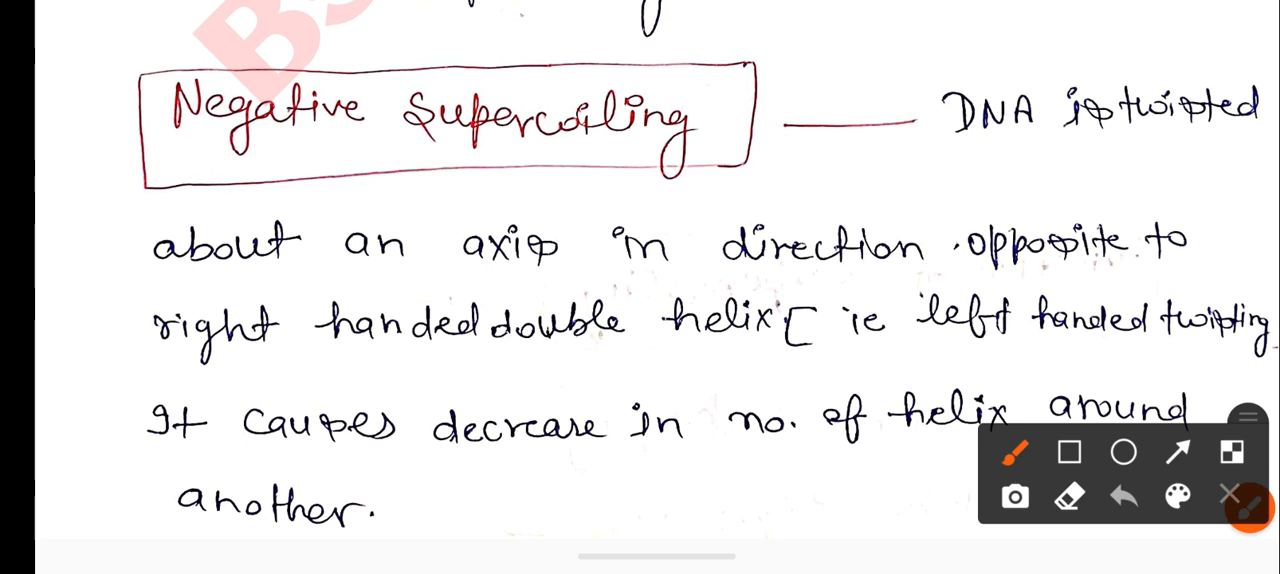 BS
Negative Supercoiling — DNA is twisted
about an axis in direction opposite to
right handed double helix [ ie left handed twisting
It causes decrease in no. of helix around
another.